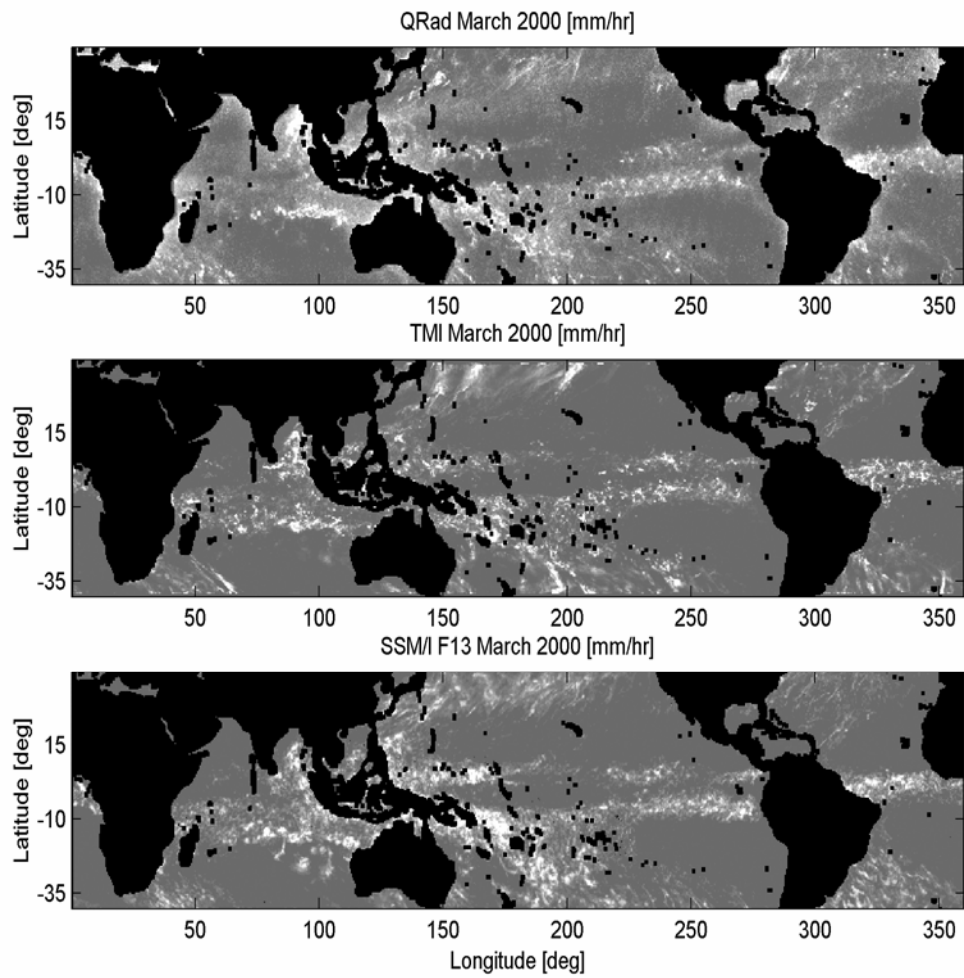 QRad March 2000 [mm/hr]
Latitude [deg]
15
-10
-35
50 100 150 200 250 300 350
TMI March 2000 [mm/hr]
Latitude [deg]
15
-10
-35
50 100 150 200 250 300 350
SSM/I F13 March 2000 [mm/hr]
Latitude [deg]
15
-10
-35
50 100 150 200 250 300 350
Longitude [deg]